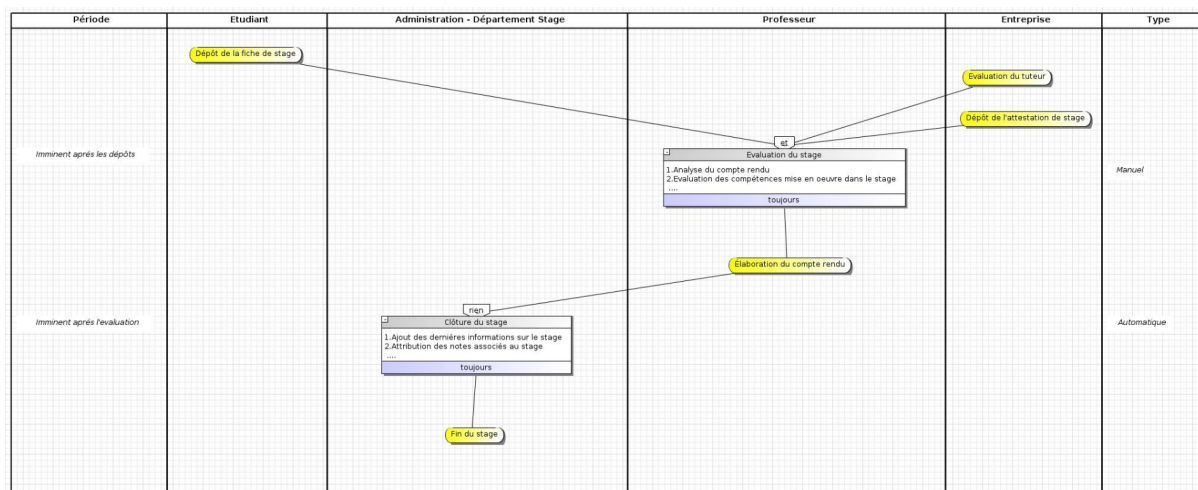 Période
Etudiant
Administration - Département Stage
Professeur
Entreprise
Type
Dépôt de la fiche de stage
Evaluation du tuteur
Dépôt de l'attestation de stage
et
Imminent aprés les dépôts
Evaluation du stage
Manuel
1.Analyse du compte rendu
2.Evaluation des compétences mise en oeuvre dans le stage
....
toujours
Elaboration du compte rendu
rien
Imminent aprés l'evaluation
Clôture du stage
Automatique
1.Ajout des derniéres informations sur le stage
2.Attribution des notes associés au stage
....
toujours
Fin du stage